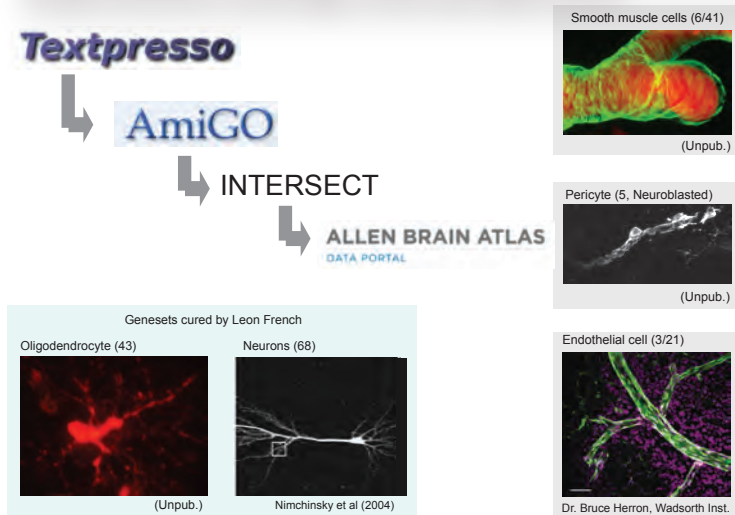 Textpresso
AmiGO
INTERSECT
ALLEN BRAIN ATLAS
DATA PORTAL
Genesets cured by Leon French
Oligodendrocyte (43)
(Unpub.)
Neurons (68)
Nimchinsky et al (2004)
Smooth muscle cells (6/41)
(Unpub.)
Pericyte (5, Neuroblasted)
(Unpub.)
Endothelial cell (3/21)
Dr. Bruce Herron, Wadsorth Inst.